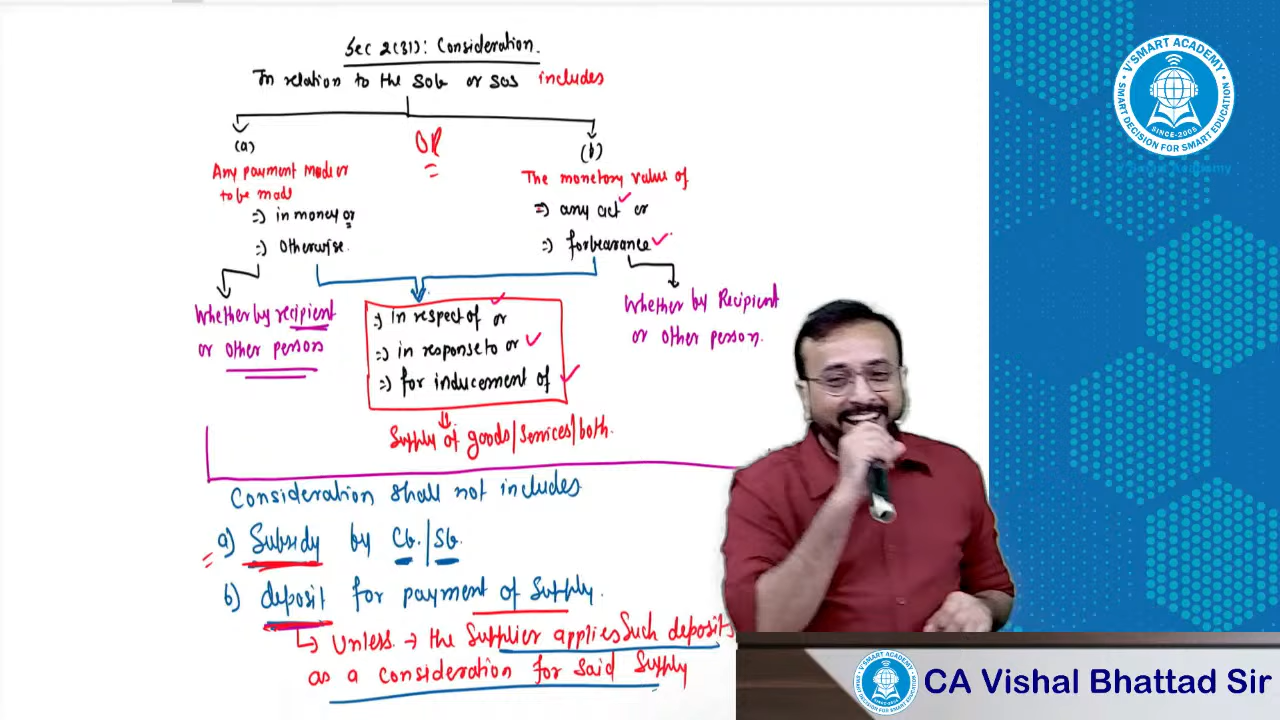 Sec 2(31): Consideration.
In relation to the SOG or SOS includes
OR
(a)
Any payment made or
to be made
=) in money or
=) Otherwise.
(b)
The monetary value of
=) any act or
=) forbearance
Whether by recipient
or other person
=) in respect of or
=) in response to or
=) for inducement of
Whether by Recipient
or other person.
Supply of goods/services/both.
Consideration shall not includes
a) Subsidy by CG./SG.
b) deposit for payment of supply.
↳ Unless → the Supplier applies Such deposits
as a consideration for said Supply
V'SMART ACADEMY
SINCE-2008
SMART DECISION FOR SMART EDUCATION
V'Smart Academy
V'SMART ACADEMY
CA Vishal Bhattad Sir